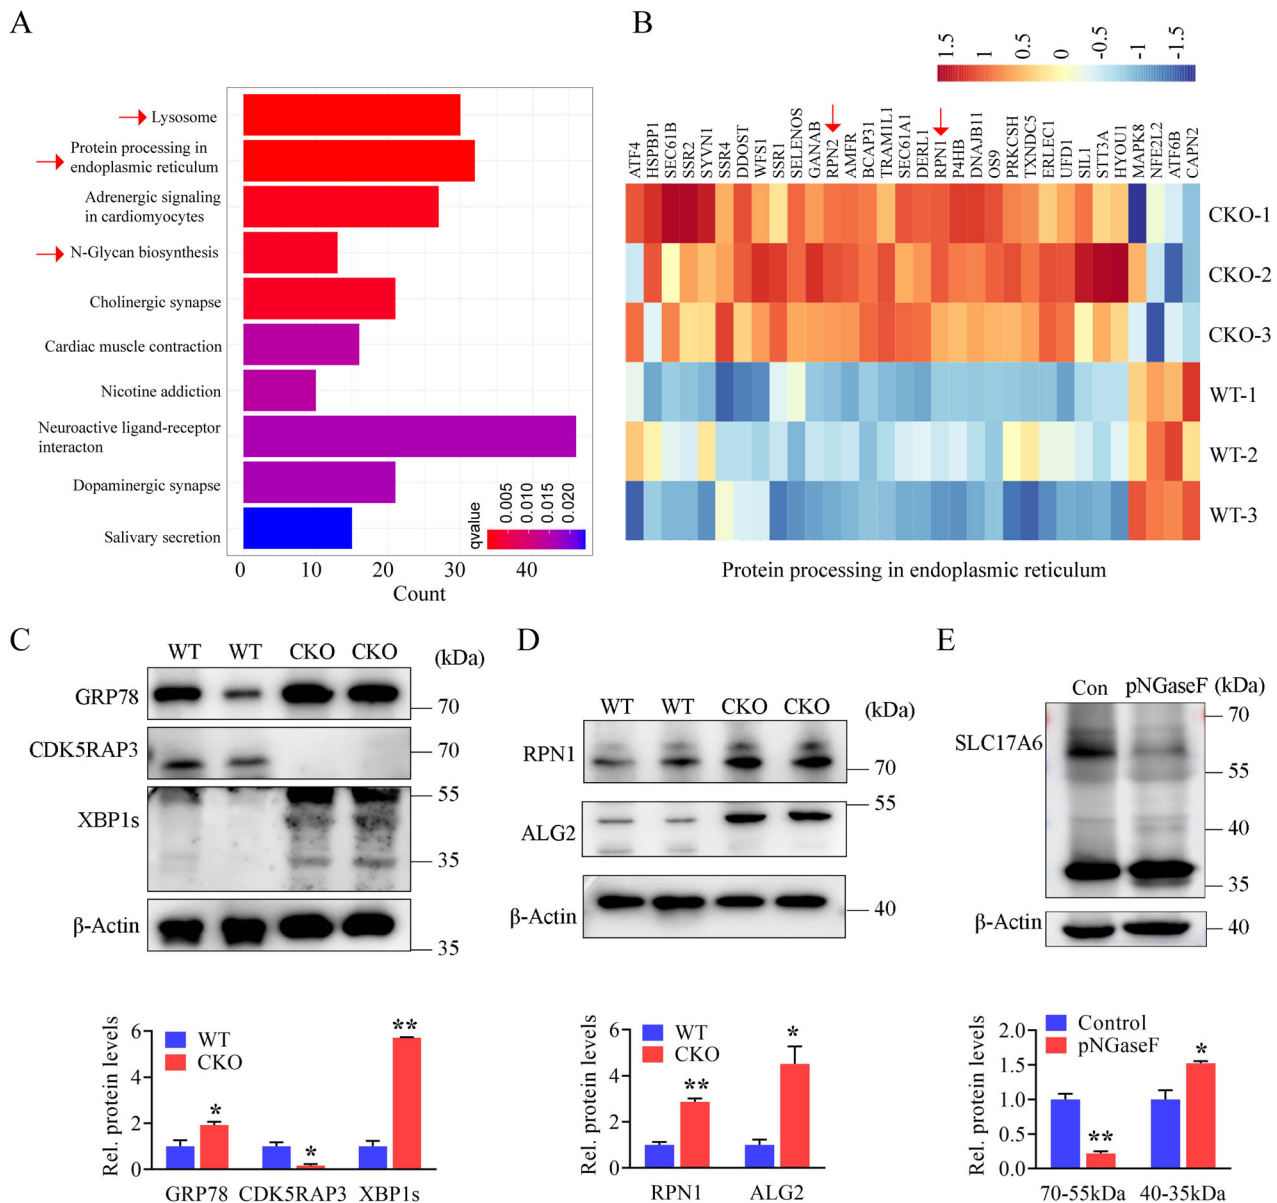 A
Lysosome
Protein processing in
endoplasmic reticulum
Adrenergic signaling
in cardiomyocytes
N-Glycan biosynthesis
Cholinergic synapse
Cardiac muscle contraction
Nicotine addiction
Neuroactive ligand-receptor
interacton
Dopaminergic synapse
Salivary secretion
qvalue
0.005
0.010
0.015
0.020
0 10 20 30 40
Count
B
1.5 1 0.5 0 -0.5 -1 -1.5
ATF4 HSPBP1 SEC61B SSR2 SYVN1 SSR4 DDOST WFS1 SSR1 SELENOS GANAB RPN2 AMFR BCAP31 TRAM1L1 SEC61A1 DERL1 RPN1 P4HB DNAJB11 OS9 PRKCSH TXNDC5 ERLEC1 UFD1 SIL1 STT3A HYOU1 MAPK8 NFE2L2 ATF6B CAPN2
CKO-1
CKO-2
CKO-3
WT-1
WT-2
WT-3
Protein processing in endoplasmic reticulum
C
WT WT CKO CKO (kDa)
GRP78
70
CDK5RAP3
70
55
XBP1s
35
β-Actin
35
Rel. protein levels
6
4
2
0
WT
CKO
* * **
GRP78 CDK5RAP3 XBP1s
D
WT WT CKO CKO (kDa)
RPN1
70
55
ALG2
β-Actin
40
Rel. protein levels
6
4
2
0
WT
CKO
** *
RPN1 ALG2
E
Con pNGaseF (kDa)
70
SLC17A6
55
40
35
β-Actin
40
Rel. protein levels
2.0
1.5
1.0
0.5
0.0
Control
pNGaseF
** *
70-55kDa 40-35kDa